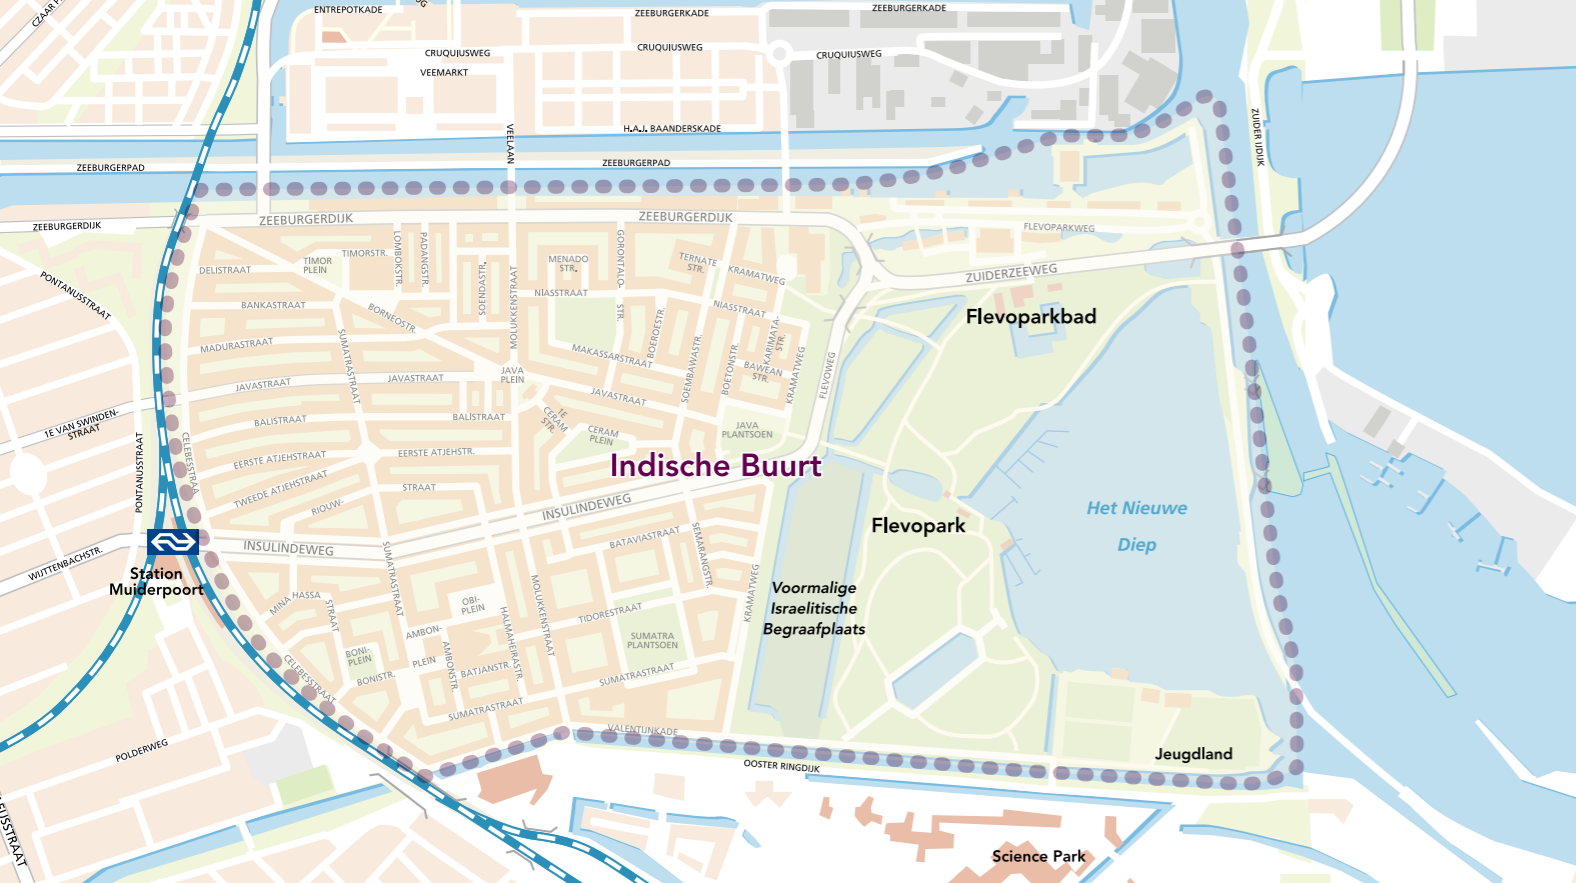 CZAAR P
ENTREPOTKADE
OG
ZEEBURGERKADE
ZEEBURGERKADE
CRUQUIUSWEG
CRUQUIUSWEG
CRUQUIUSWEG
VEEMARKT
H.A.J. BAANDERSKADE
VEELAAN
ZUIDER IJDIJK
ZEEBURGERPAD
ZEEBURGERPAD
ZEEBURGERDIJK
ZEEBURGERDIJK
ZEEBURGERDIJK
FLEVOPARKWEG
ZUIDERZEEWEG
TIMORSTR.
LOMBOKSTR.
PADANGSTR.
TIMOR
PLEIN
DELISTRAAT
SOENDASTR.
MOLUKKENSTRAAT
MENADO
STR.
GORONTALO-
STR.
TERNATE
STR.
KRAMATWEG
NIASSTRAAT
NIASSTRAAT
PONTANUSSTRAAT
BANKASTRAAT
BORNEOSTR.
BOEROESTR.
KARIMATA-
STR.
Flevoparkbad
MADURASTRAAT
SUMATRASTRAAT
MAKASSARSTRAAT
SOEMBAWASTR.
BOETONSTR.
BAWEAN
STR.
KRAMATWEG
FLEVOWEG
JAVASTRAAT
JAVASTRAAT
JAVA
PLEIN
JAVASTRAAT
1E VAN SWINDEN-
STRAAT
BALISTRAAT
BALISTRAAT
1E
CERAM
STR.
CERAM
PLEIN
JAVA
PLANTSOEN
PONTANUSSTRAAT
CELEBESSTRAA
EERSTE ATJEHSTRAAT
EERSTE ATJEHSTR.
Indische Buurt
TWEEDE ATJEHSTRAAT
STRAAT
RIOUW-
INSULINDEWEG
INSULINDEWEG
Het Nieuwe
Diep
Flevopark
WIJTTENBACHSTR.
Station
Muiderpoort
BATAVIASTRAAT
SEMARANGSTR.
SUMATRASTRAAT
MOLUKKENSTRAAT
KRAMATWEG
Voormalige
Israelitische
Begraafplaats
MINA HASSA
STRAAT
OBI-
PLEIN
HALMAHEIRASTR.
TIDORESTRAAT
AMBON-
PLEIN
AMBONSTR.
SUMATRA
PLANTSOEN
BONI-
PLEIN
BONISTR.
BATJANSTR.
CELEBESSTRAAT
SUMATRASTRAAT
SUMATRASTRAAT
VALENTIJNKADE
POLDERWEG
OOSTER RINGDIJK
Jeugdland
EIJSSTRAAT
Science Park